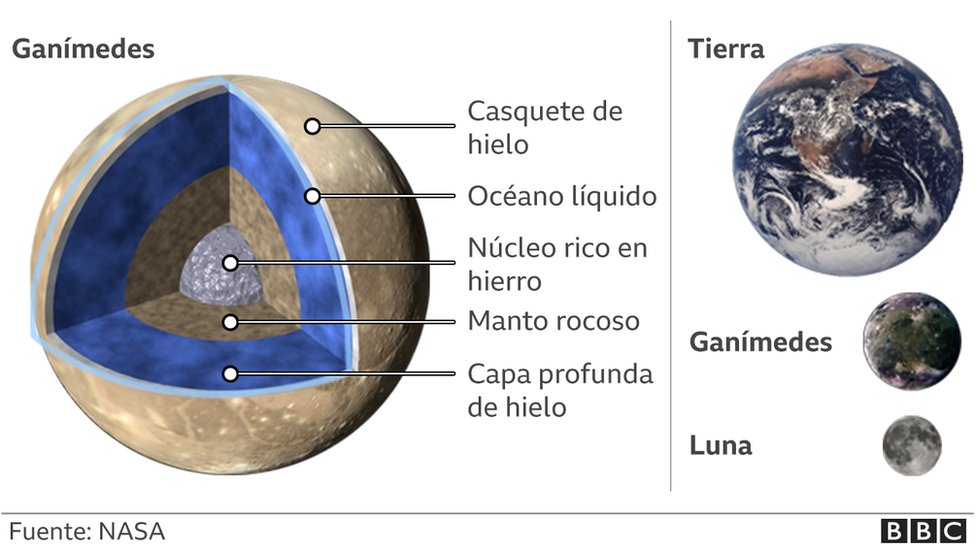 Ganímedes
Casquete de
hielo
Océano líquido
Núcleo rico en
hierro
Manto rocoso
Capa profunda
de hielo
Tierra
Ganímedes
Luna
Fuente: NASA
BBC